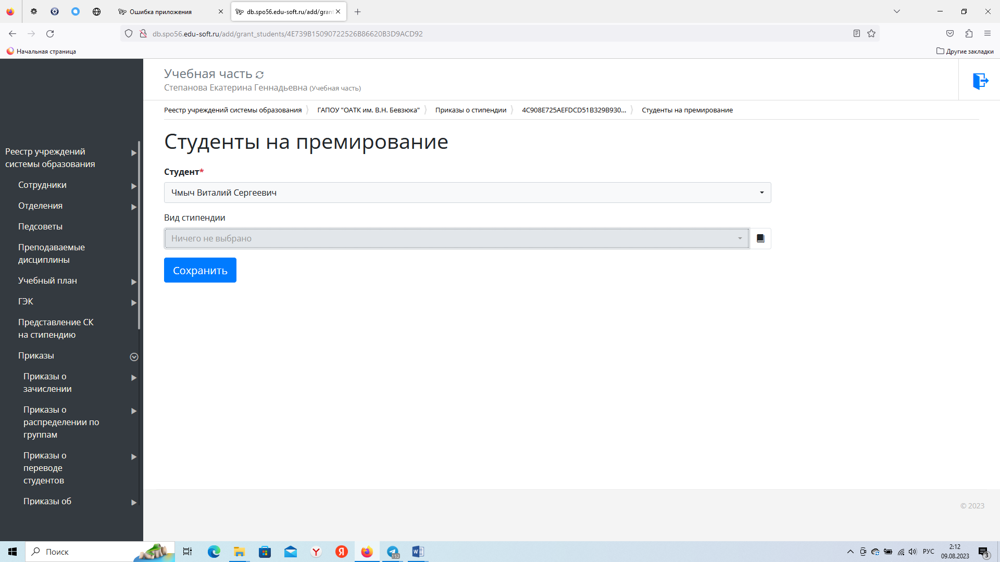 Ошибка приложения
db.spo56.edu-soft.ru/add/gran
db.spo56.edu-soft.ru/add/grant_students/4E739B15090722526B86620B3D9ACD92
Начальная страница
Другие закладки
Учебная часть
Степанова Екатерина Геннадьевна (Учебная часть)
Реестр учреждений системы образования
ГАПОУ "ОАТК им. В.Н. Бевзюка"
Приказы о стипендии
4C908E725AEFDCD51B329B930...
Студенты на премирование
Студенты на премирование
Студент*
Чмыч Виталий Сергеевич
Вид стипендии
Ничего не выбрано
Сохранить
Реестр учреждений
системы образования
Сотрудники
Отделения
Педсоветы
Преподаваемые
дисциплины
Учебный план
ГЭК
Представление СК
на стипендию
Приказы
Приказы о
зачислении
Приказы о
распределении по
группам
Приказы о
переводе
студентов
Приказы об
© 2023
Поиск
152
РУС
2:12
09.08.2023
3